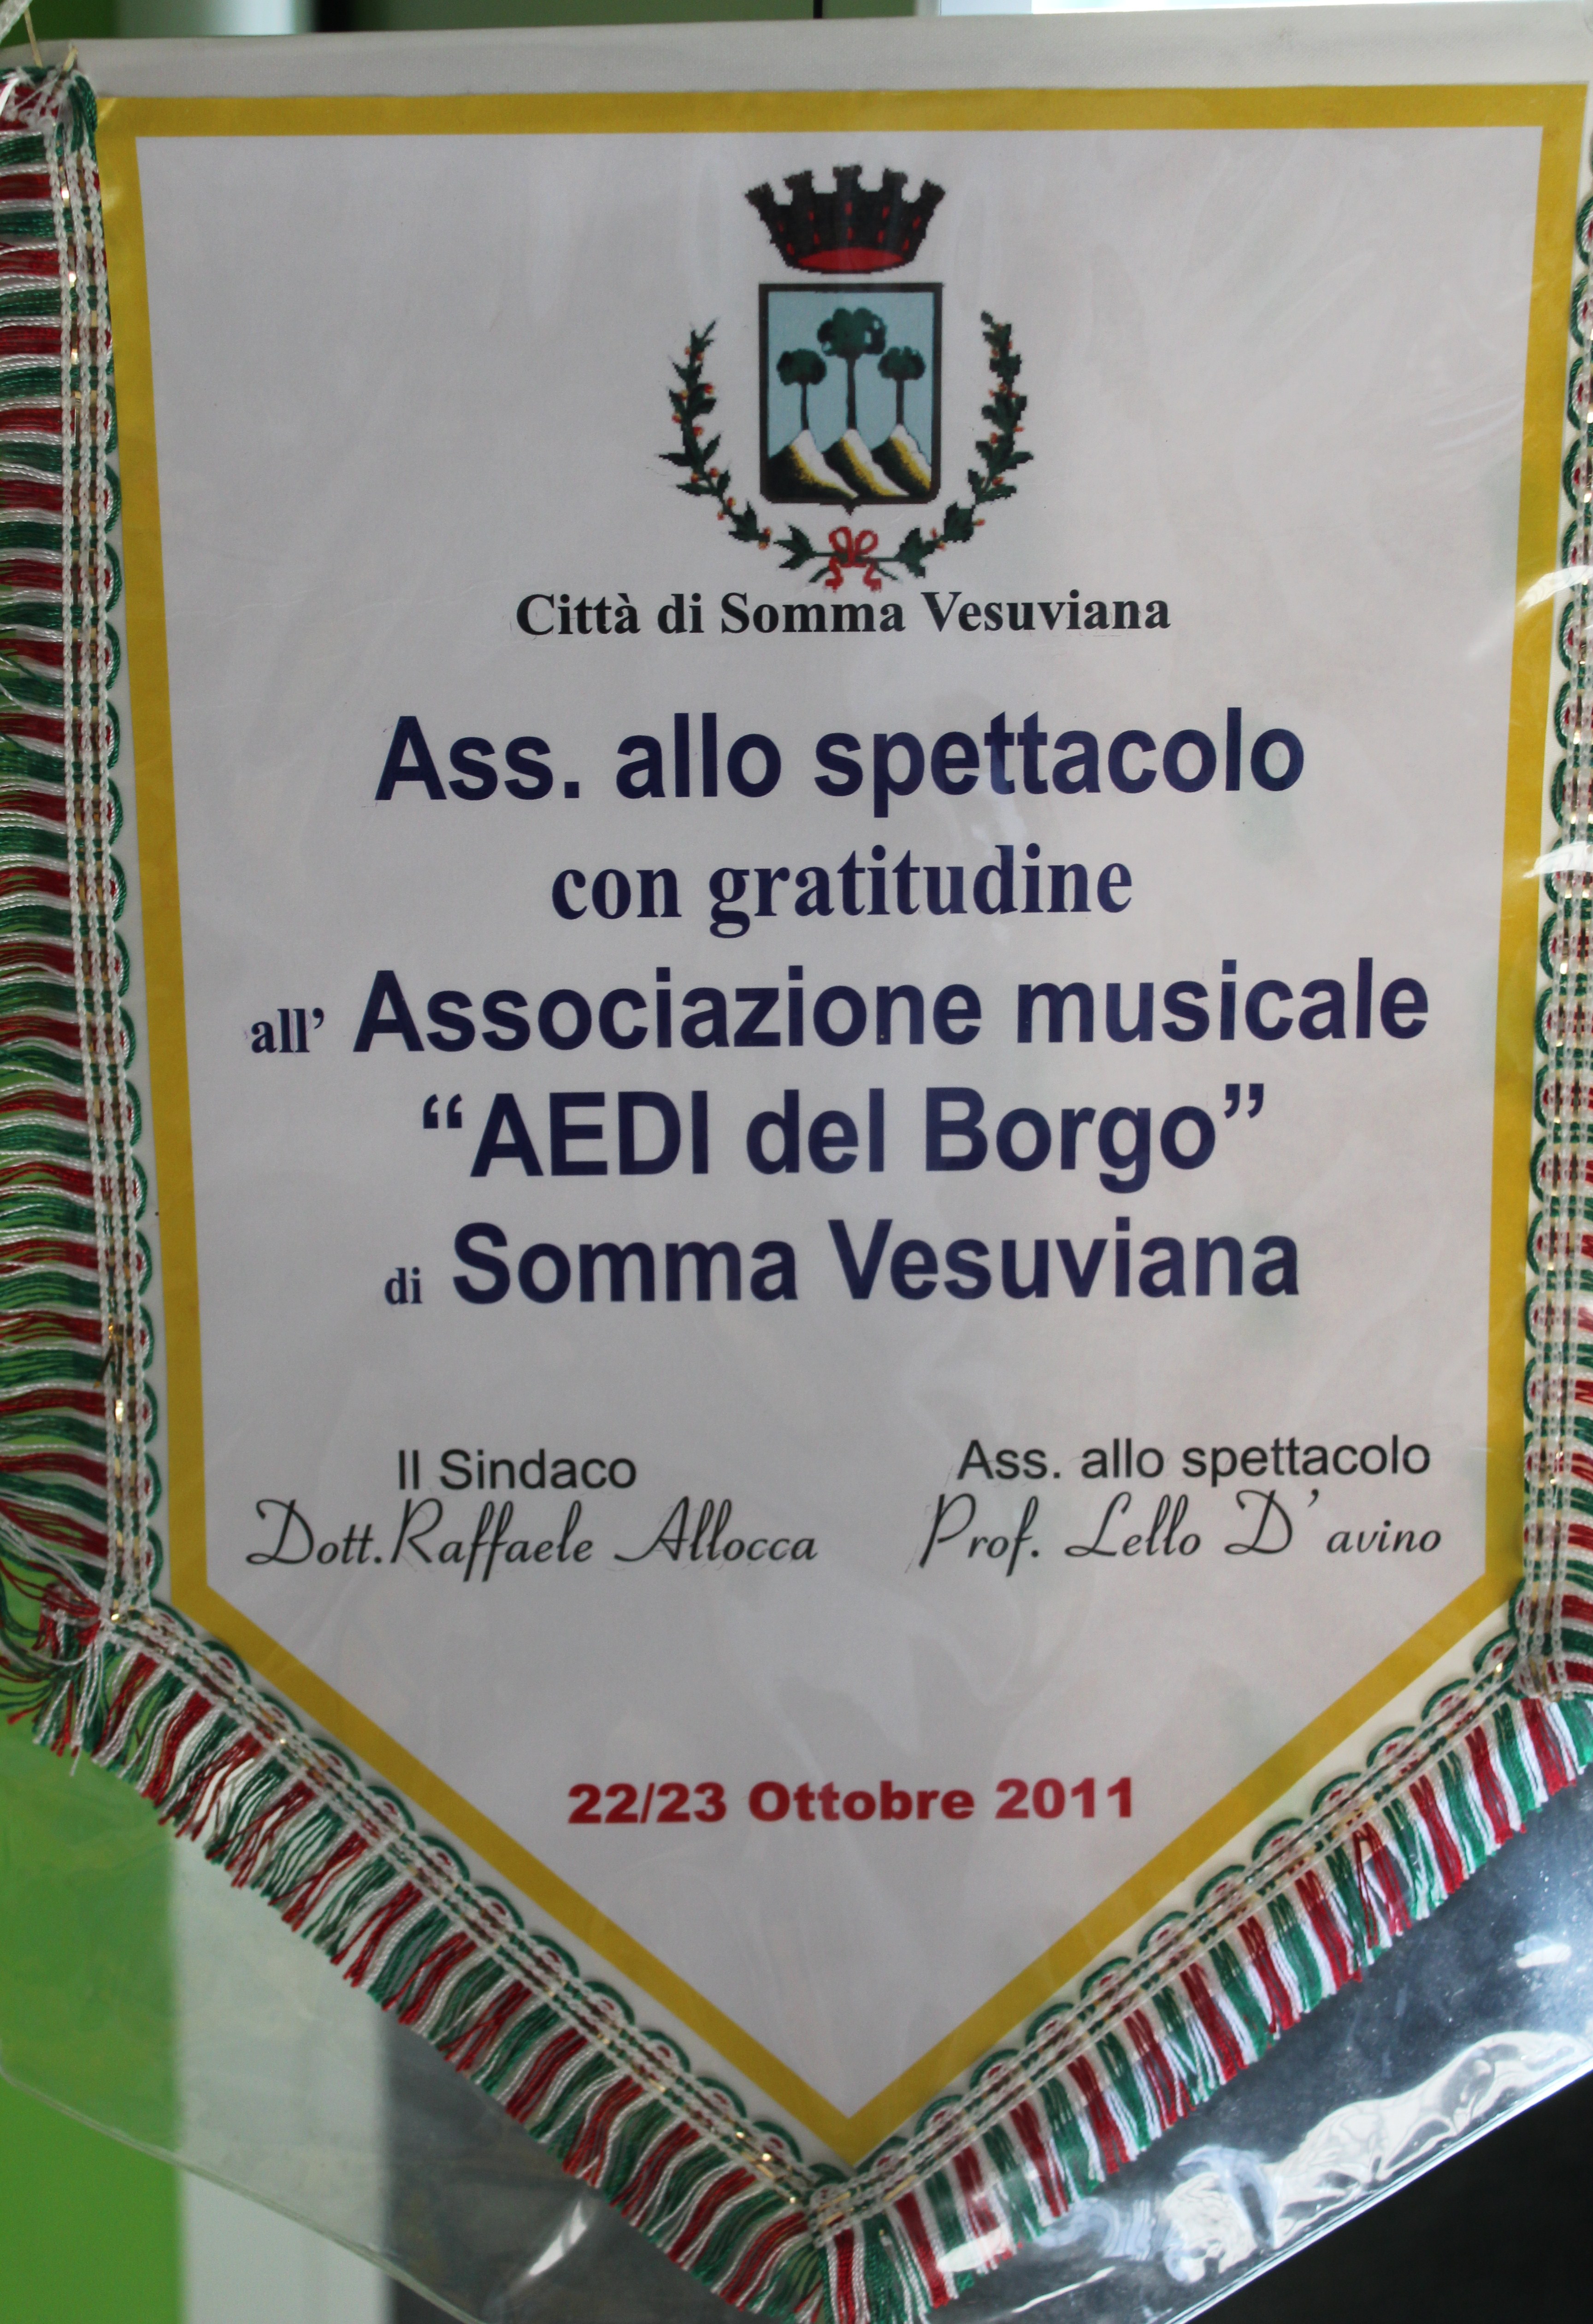 Città di Somma Vesuviana
Ass. allo spettacolo
con gratitudine
all’ Associazione musicale
“AEDI del Borgo”
di Somma Vesuviana
Il Sindaco
Dott.Raffaele Allocca
Ass. allo spettacolo
Prof. Lello D’avino
22/23 Ottobre 2011